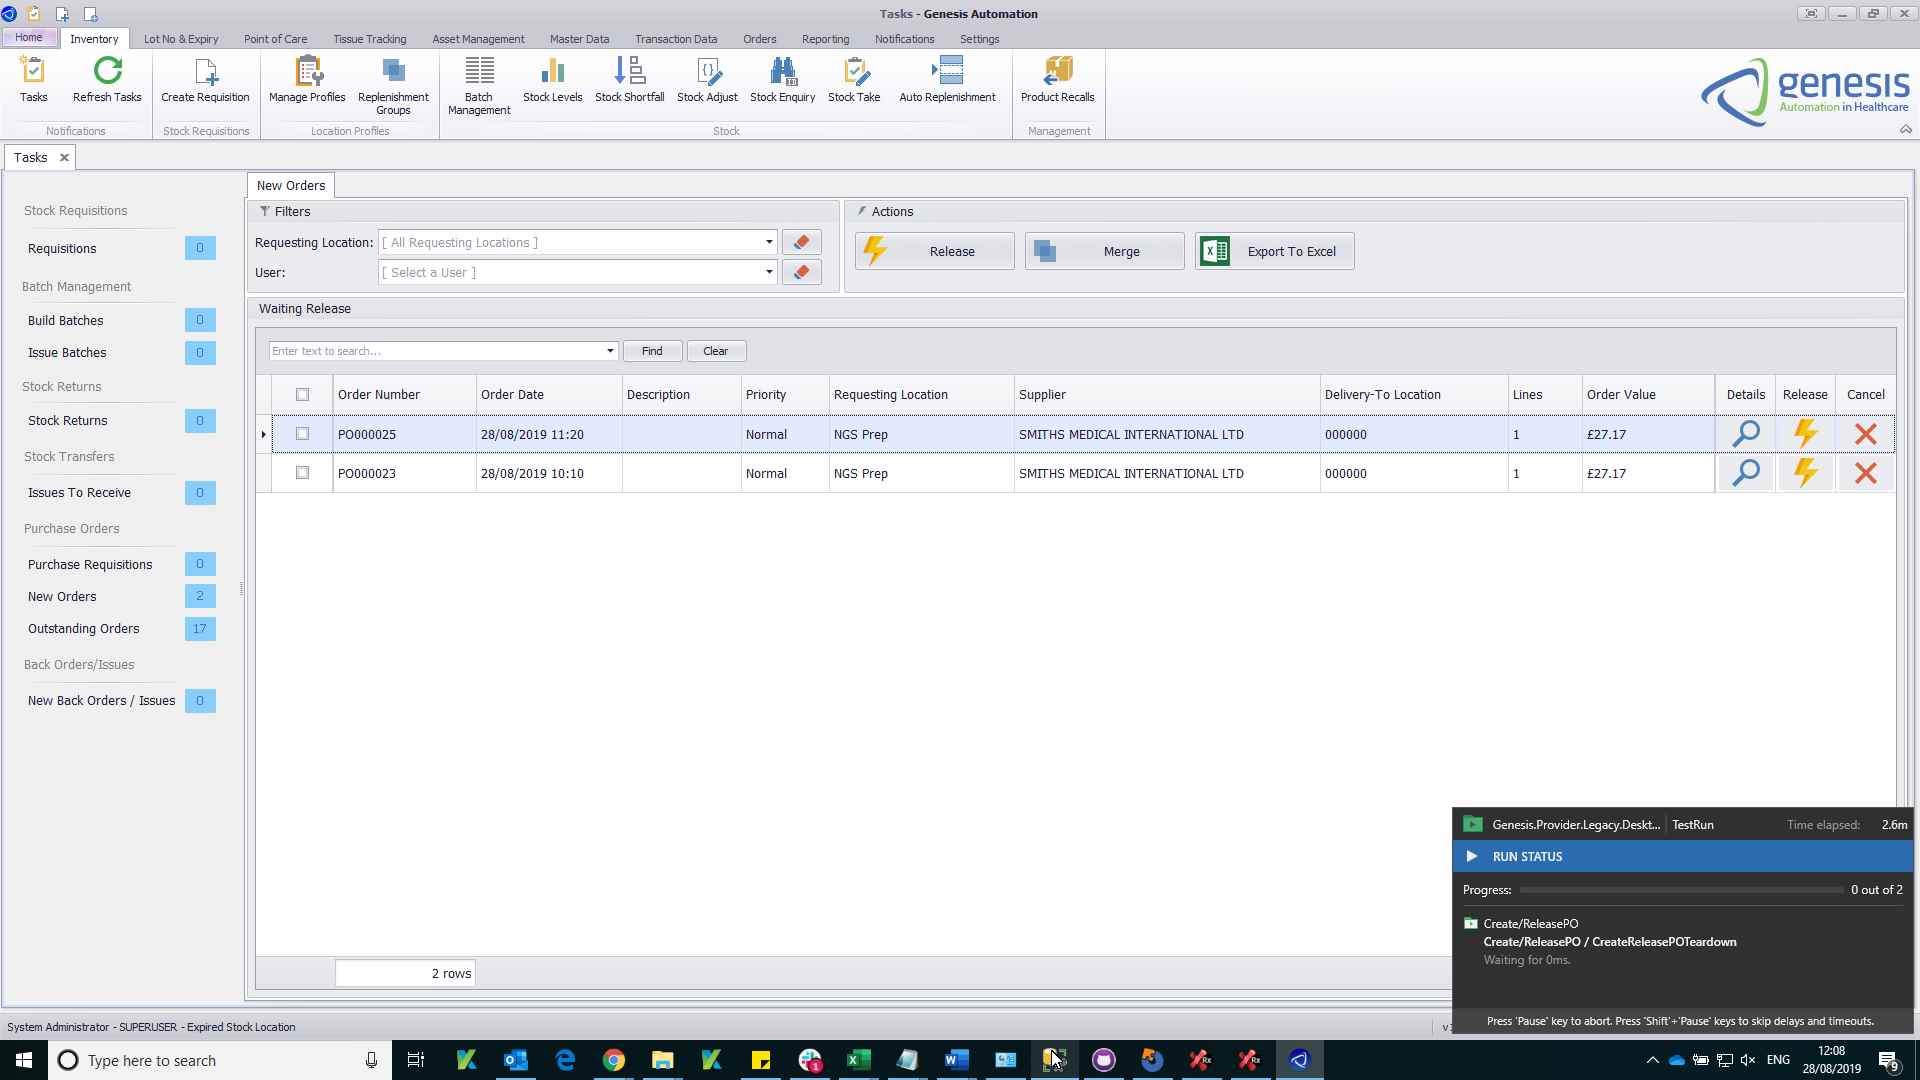 Tasks - Genesis Automation
Home
Inventory
Lot No & Expiry
Point of Care
Tissue Tracking
Asset Management
Master Data
Transaction Data
Orders
Reporting
Notifications
Settings
Tasks
Refresh Tasks
Create Requisition
Manage Profiles
Replenishment
Groups
Batch
Management
Stock Levels
Stock Shortfall
Stock Adjust
Stock Enquiry
Stock Take
Auto Replenishment
Product Recalls
Notifications
Stock Requisitions
Location Profiles
Stock
Management
genesis
Automation in Healthcare
Tasks
Stock Requisitions
Requisitions 0
Batch Management
Build Batches 0
Issue Batches 0
Stock Returns
Stock Returns 0
Stock Transfers
Issues To Receive 0
Purchase Orders
Purchase Requisitions 0
New Orders 2
Outstanding Orders 17
Back Orders/Issues
New Back Orders / Issues 0
New Orders
Filters
Requesting Location: [ All Requesting Locations ]
User: [ Select a User ]
Actions
Release
Merge
Export To Excel
Waiting Release
Enter text to search...
Find
Clear
Order Number Order Date Description Priority Requesting Location Supplier Delivery-To Location Lines Order Value Details Release Cancel
PO000025 28/08/2019 11:20 Normal NGS Prep SMITHS MEDICAL INTERNATIONAL LTD 000000 1 £27.17
PO000023 28/08/2019 10:10 Normal NGS Prep SMITHS MEDICAL INTERNATIONAL LTD 000000 1 £27.17
2 rows
Genesis.Provider.Legacy.Deskt... TestRun Time elapsed: 2.6m
RUN STATUS
Progress: 0 out of 2
Create/ReleasePO
Create/ReleasePO / CreateReleasePOTeardown
Waiting for 0ms.
Press 'Pause' key to abort. Press 'Shift'+'Pause' keys to skip delays and timeouts.
System Administrator - SUPERUSER - Expired Stock Location
Type here to search
ENG
12:08
28/08/2019
9